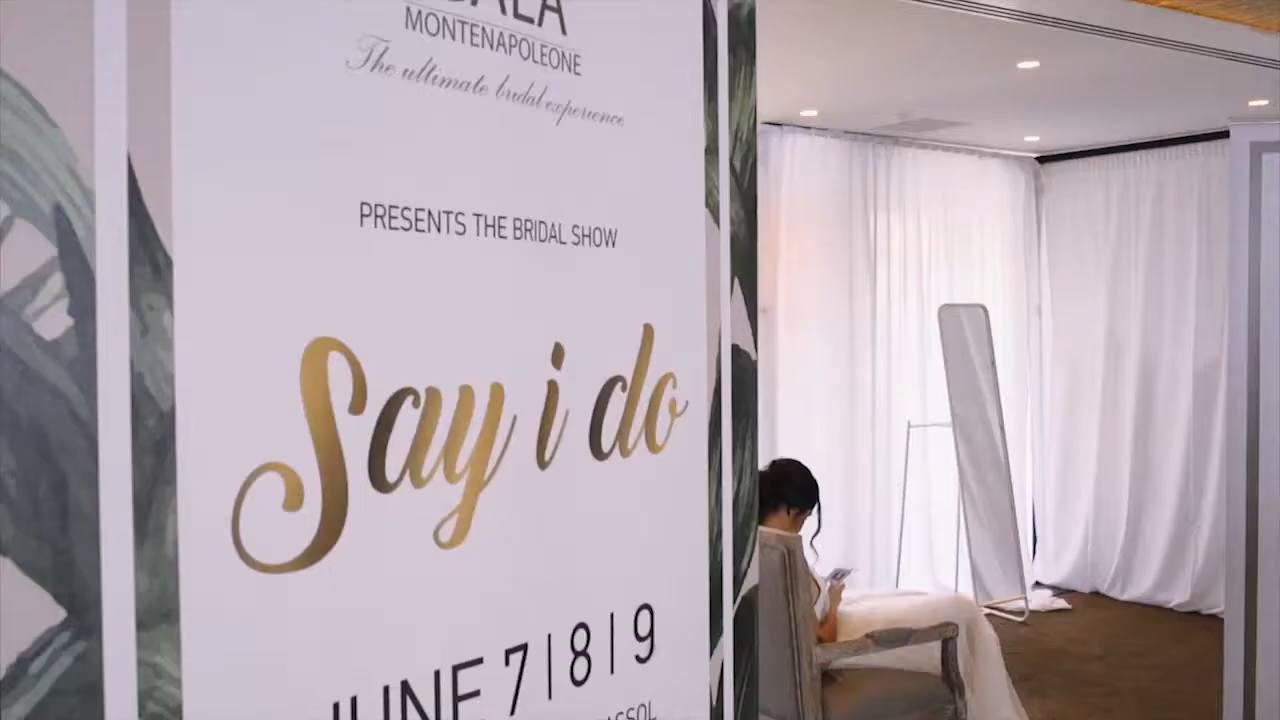 MONTENAPOLEONE
The ultimate bridal experience
PRESENTS THE BRIDAL SHOW
Say i do
JUNE 7|8|9